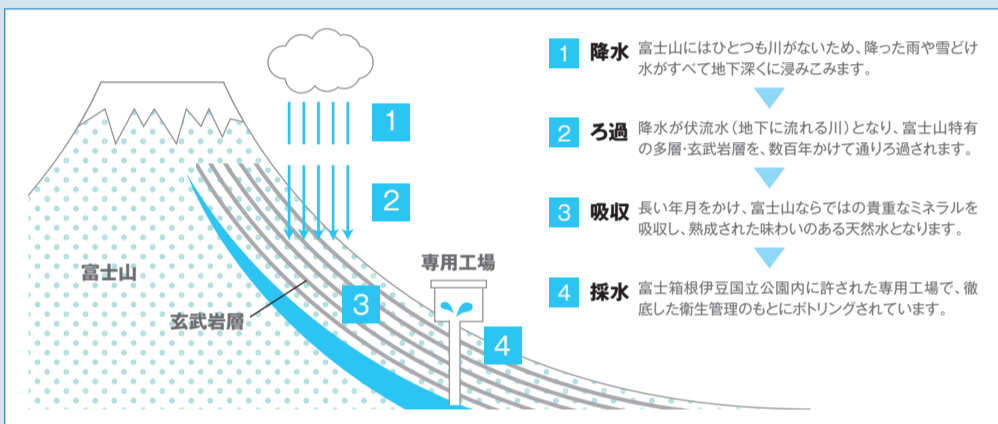 1
2
3
4
富士山
玄武岩層
専用工場
1 降水 富士山にはひとつも川がないため、降った雨や雪どけ
水がすべて地下深くに浸みこみます。
2 ろ過 降水が伏流水（地下に流れる川）となり、富士山特有
の多層・玄武岩層を、数百年かけて通りろ過されます。
3 吸収 長い年月をかけ、富士山ならではの貴重なミネラルを
吸収し、熟成された味わいのある天然水となります。
4 採水 富士箱根伊豆国立公園内に許された専用工場で、徹
底した衛生管理のもとにボトリングされています。